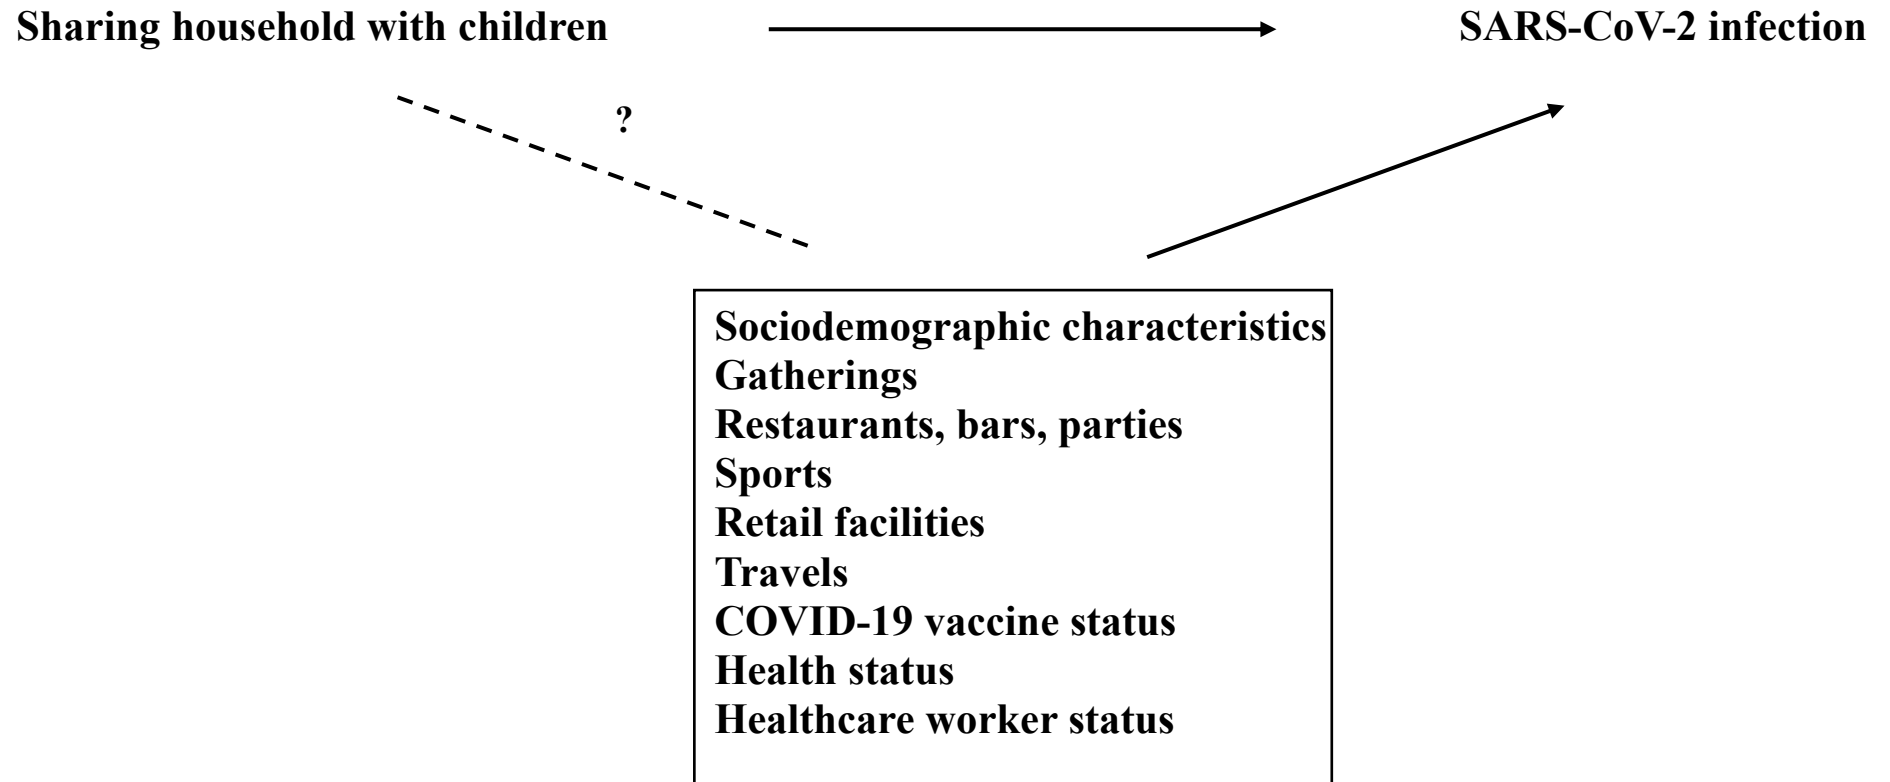 Sharing household with children
SARS-CoV-2 infection
?
Sociodemographic characteristics
Gatherings
Restaurants, bars, parties
Sports
Retail facilities
Travels
COVID-19 vaccine status
Health status
Healthcare worker status